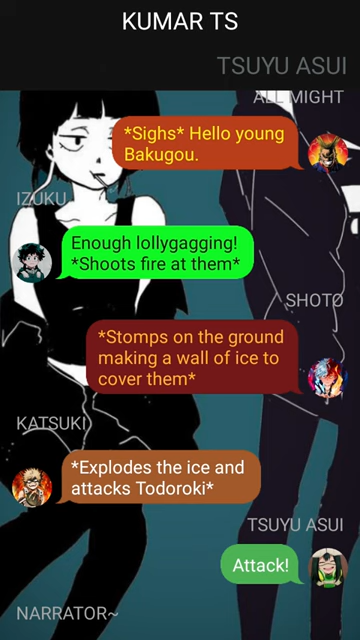 KUMAR TS
TSUYU ASUI
ALL MIGHT
*Sighs* Hello young
Bakugou.
IZUKU
Enough lollygagging!
*Shoots fire at them*
SHOTO
*Stomps on the ground
making a wall of ice to
cover them*
KATSUKI
*Explodes the ice and
attacks Todoroki*
TSUYU ASUI
Attack!
NARRATOR~